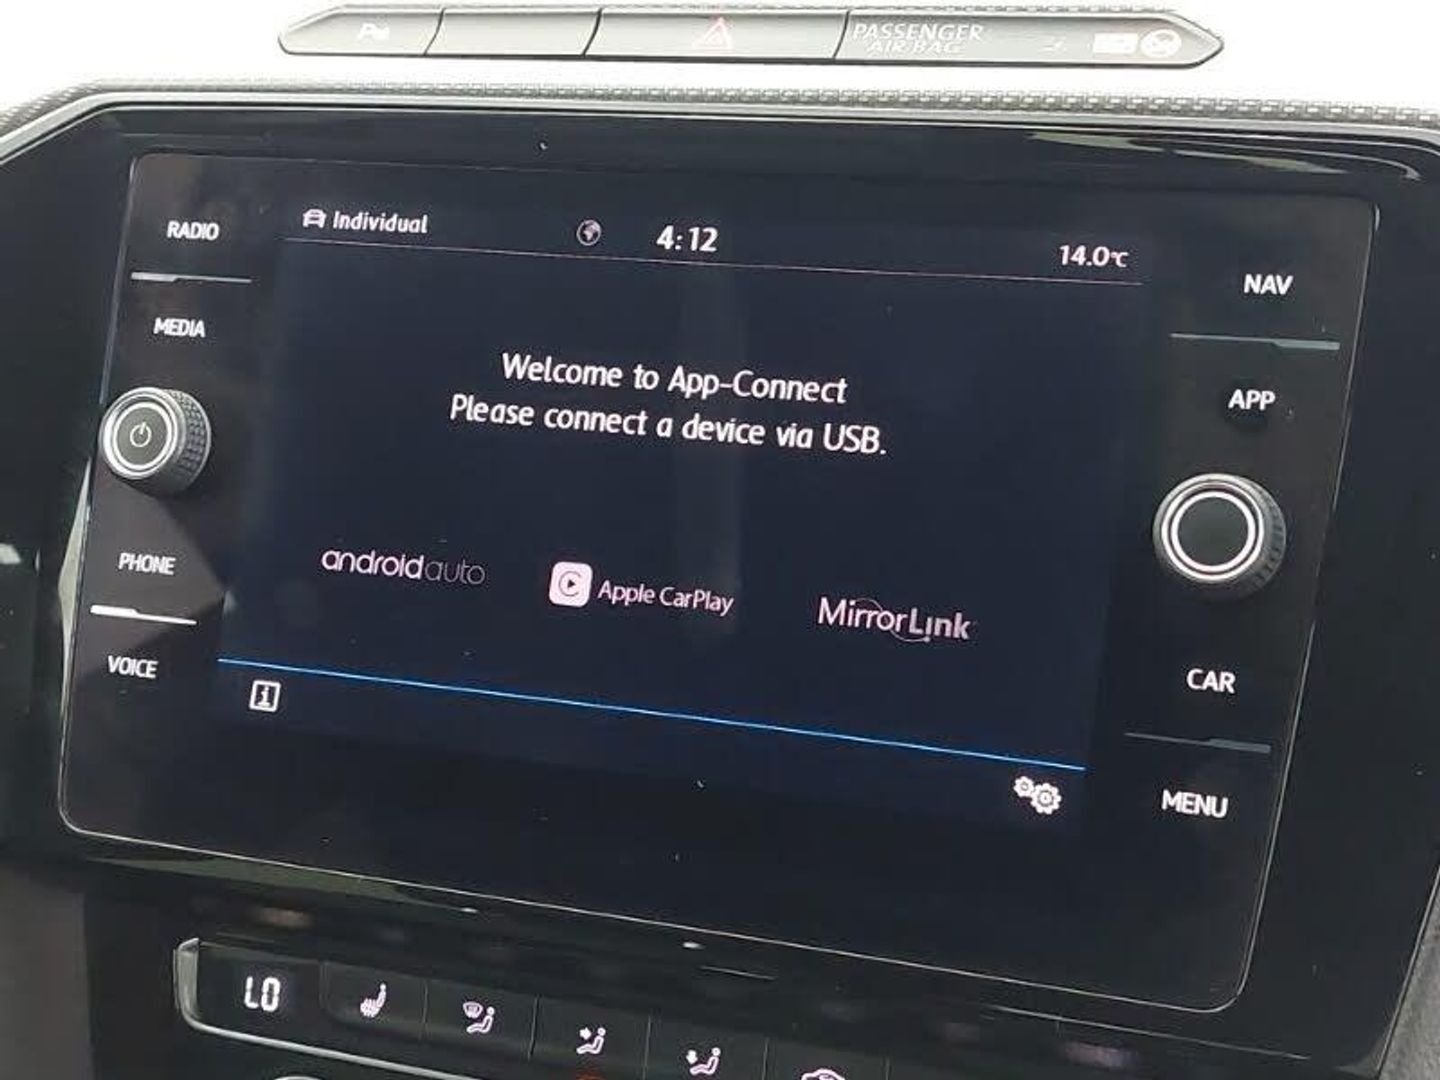 PASSENGER
AIR BAG
RADIO
Individual
4:12
14.0°C
NAV
MEDIA
Welcome to App-Connect
Please connect a device via USB.
APP
PHONE
androidauto
Apple CarPlay
MirrorLink
VOICE
CAR
MENU
LO